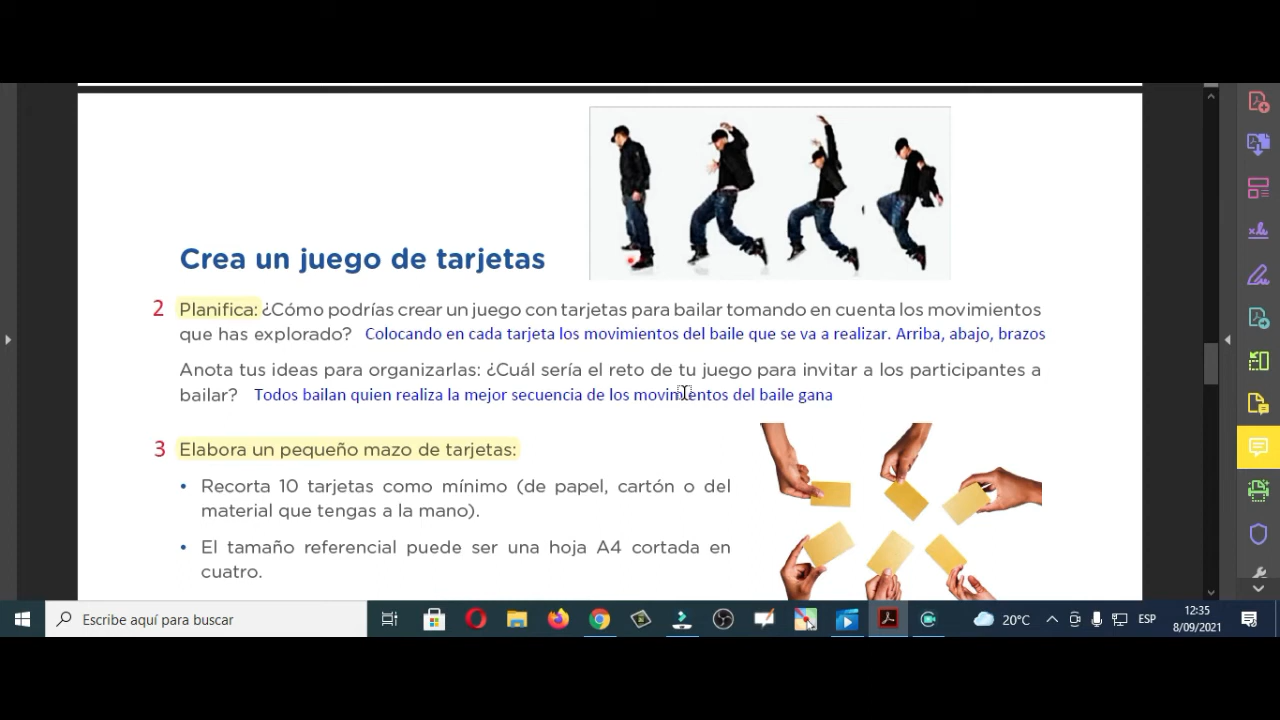 Crea un juego de tarjetas
2 Planifica: ¿Cómo podrías crear un juego con tarjetas para bailar tomando en cuenta los movimientos
que has explorado? Colocando en cada tarjeta los movimientos del baile que se va a realizar. Arriba, abajo, brazos
Anota tus ideas para organizarlas: ¿Cuál sería el reto de tu juego para invitar a los participantes a
bailar? Todos bailan quien realiza la mejor secuencia de los movimientos del baile gana
3 Elabora un pequeño mazo de tarjetas:
• Recorta 10 tarjetas como mínimo (de papel, cartón o del
material que tengas a la mano).
• El tamaño referencial puede ser una hoja A4 cortada en
cuatro.
Escribe aquí para buscar
20°C
ESP
12:35
8/09/2021